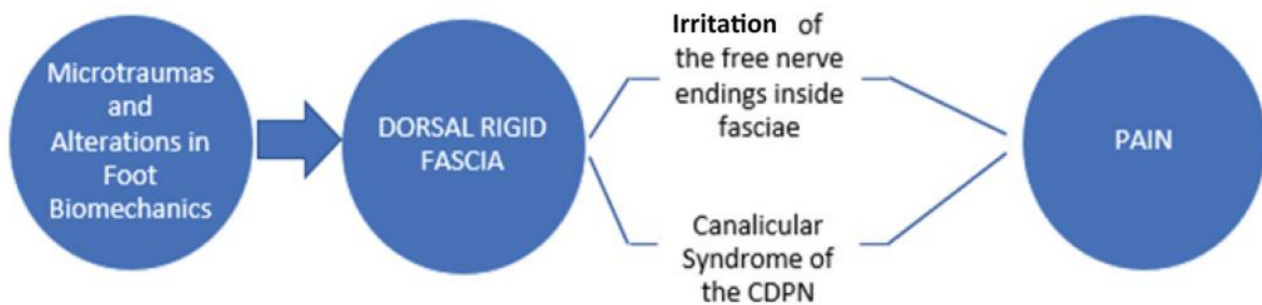 Microtraumas
and
Alterations in
Foot
Biomechanics
DORSAL RIGID
FASCIA
Irritation of
the free nerve
endings inside
fasciae
Canalicular
Syndrome of
the CDPN
PAIN